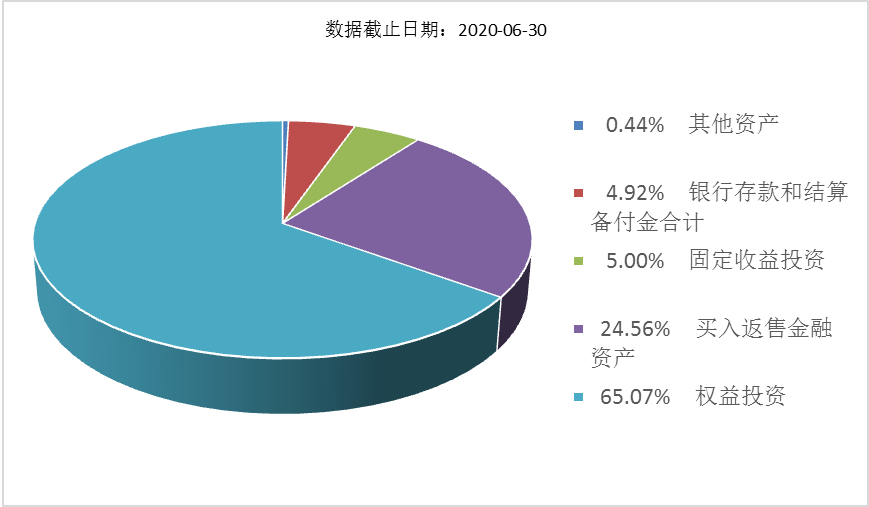 数据截止日期：2020-06-30
0.44% 其他资产
4.92% 银行存款和结算
备付金合计
5.00% 固定收益投资
24.56% 买入返售金融
资产
65.07% 权益投资